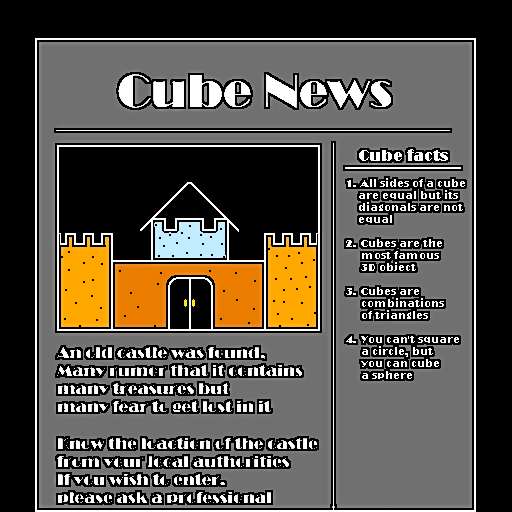 Cube News
An old castle was found.
Many rumor that it contains
many treasures but
many fear to get lost in it
Know the loaction of the castle
from your local authorities
If you wish to enter.
please ask a professional
Cube facts
1. All sides of a cube
are equal but its
diagonals are not
equal
2. Cubes are the
most famous
3D object
3. Cubes are
combinations
of triangles
4. You can't square
a circle, but
you can cube
a sphere